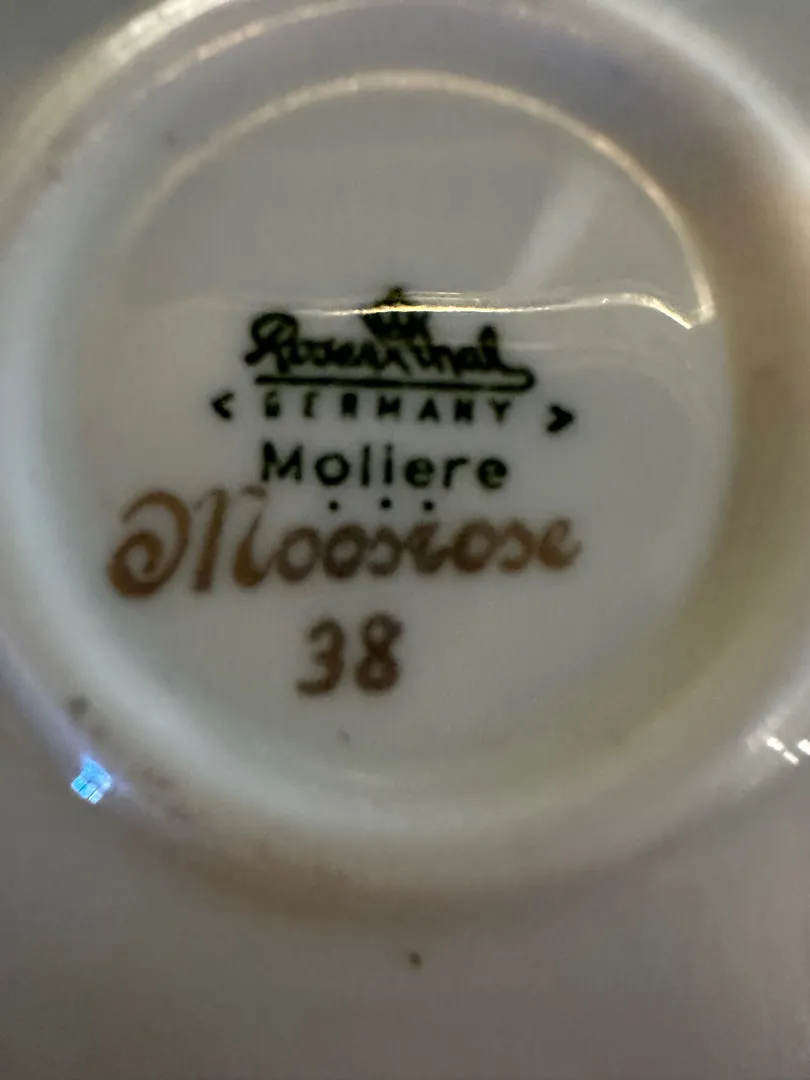 Rosenthal
< GERMANY >
Moliere
. . .
Moosrose
38